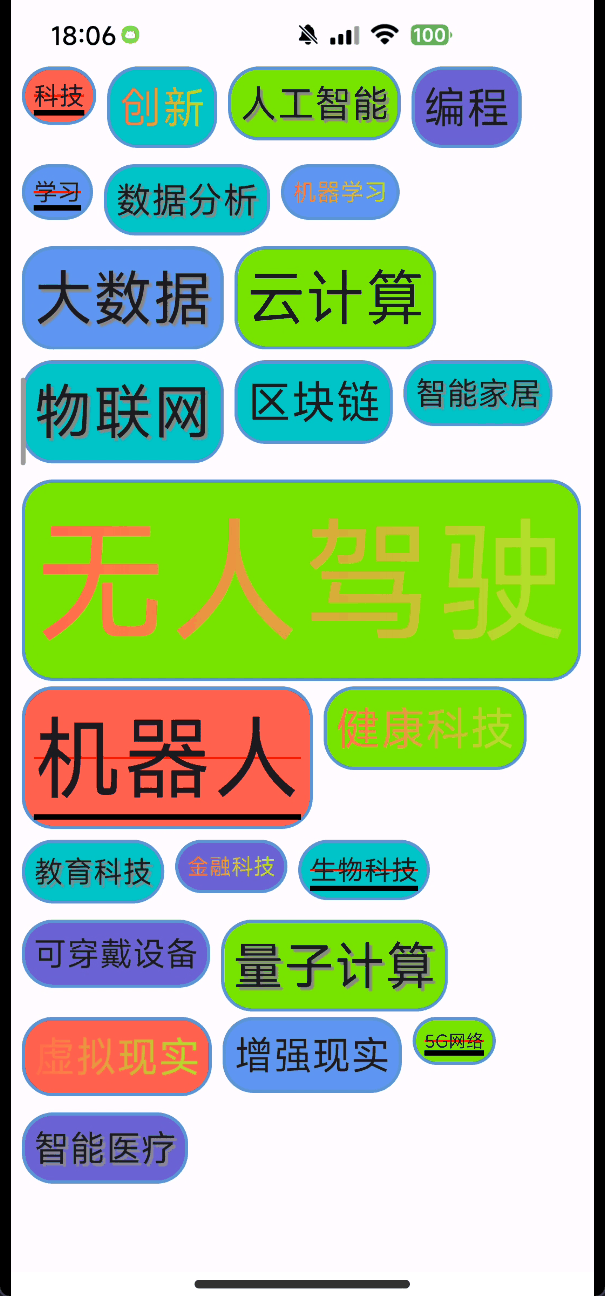 18:06 100
科技 创新 人工智能 编程
学习 数据分析 机器学习
大数据 云计算
物联网 区块链 智能家居
无人驾驶
机器人 健康科技
教育科技 金融科技 生物科技
可穿戴设备 量子计算
虚拟现实 增强现实 5G网络
智能医疗